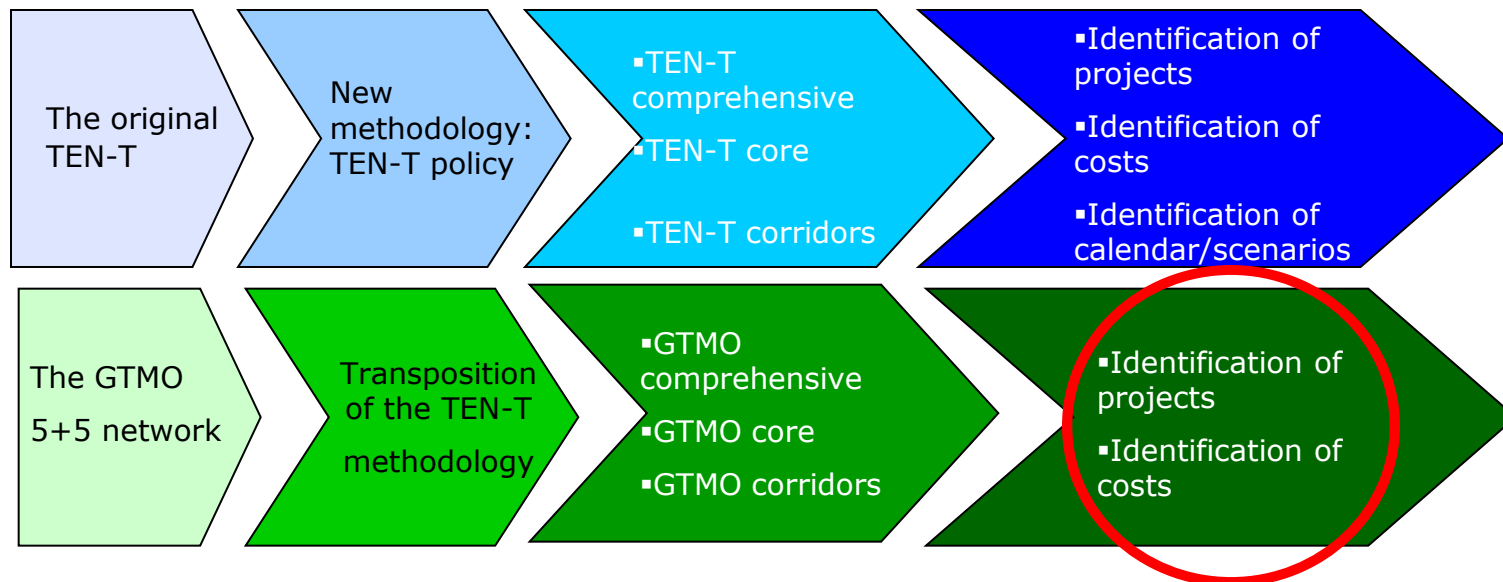 The original
TEN-T
New
methodology:
TEN-T policy
▪TEN-T
comprehensive
▪TEN-T core
▪TEN-T corridors
▪Identification of
projects
▪Identification of
costs
▪Identification of
calendar/scenarios
The GTMO
5+5 network
Transposition
of the TEN-T
methodology
▪GTMO
comprehensive
▪GTMO core
▪GTMO corridors
▪Identification of
projects
▪Identification of
costs